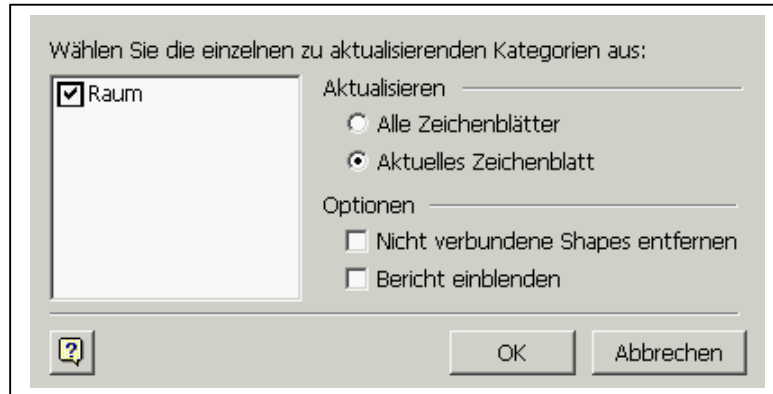 Wählen Sie die einzelnen zu aktualisierenden Kategorien aus:
Raum
Aktualisieren
Alle Zeichenblätter
Aktuelles Zeichenblatt
Optionen
Nicht verbundene Shapes entfernen
Bericht einblenden
?
OK
Abbrechen